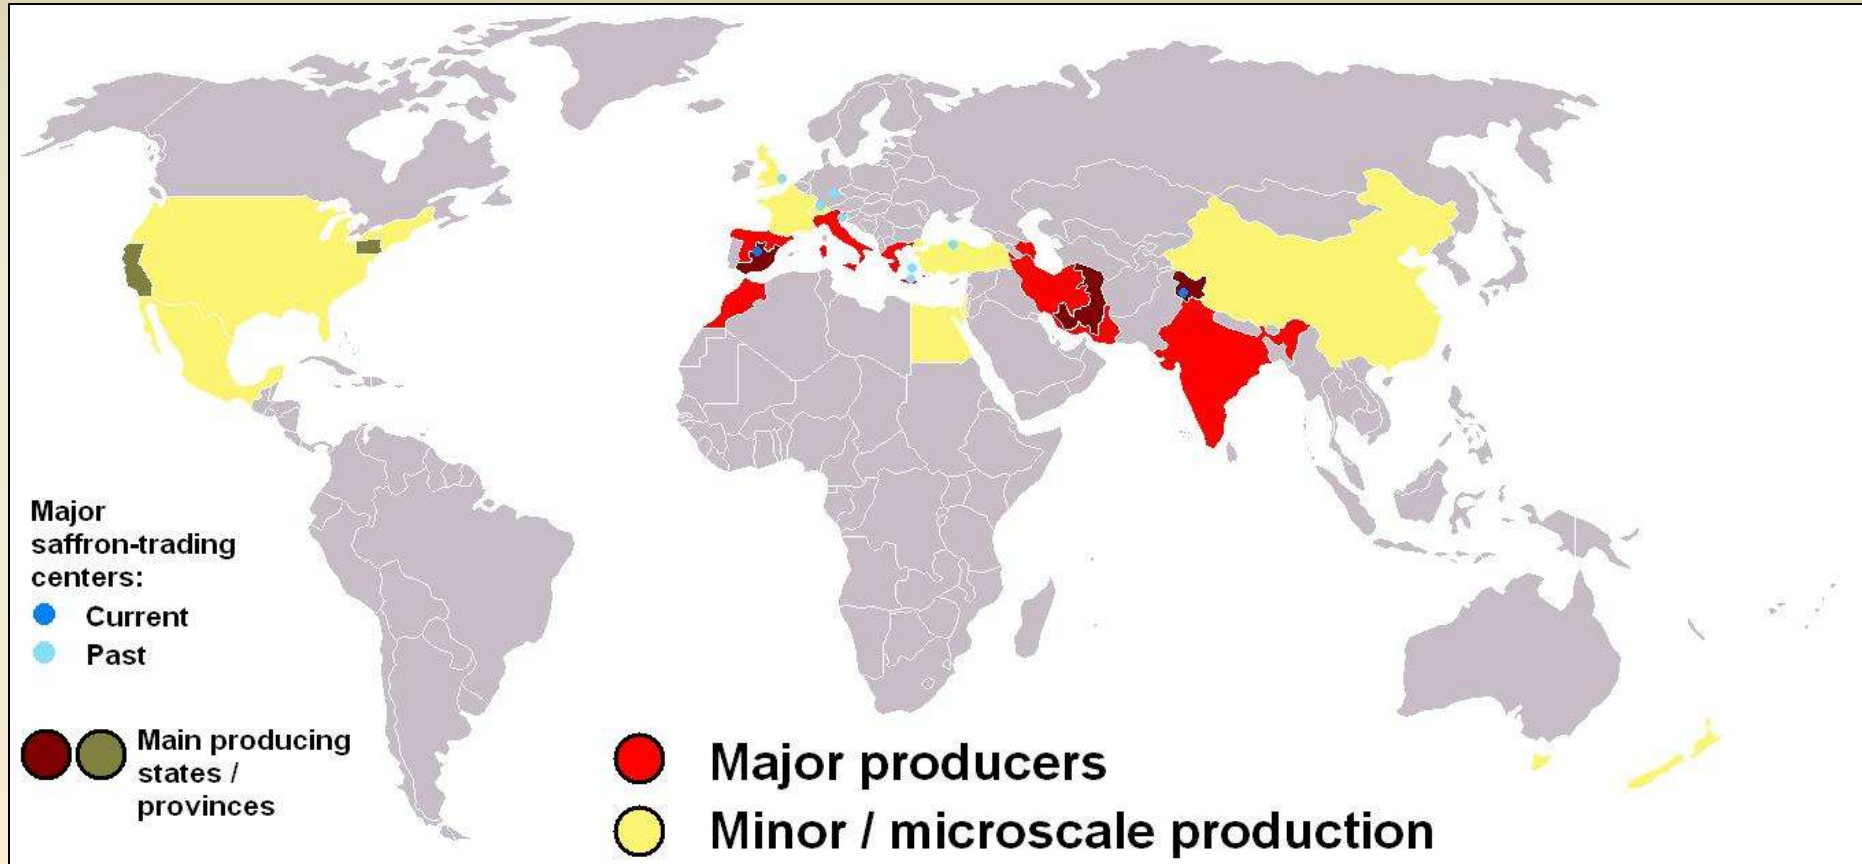 Major
saffron-trading
centers:
Current
Past
Main producing
states /
provinces
Major producers
Minor / microscale production